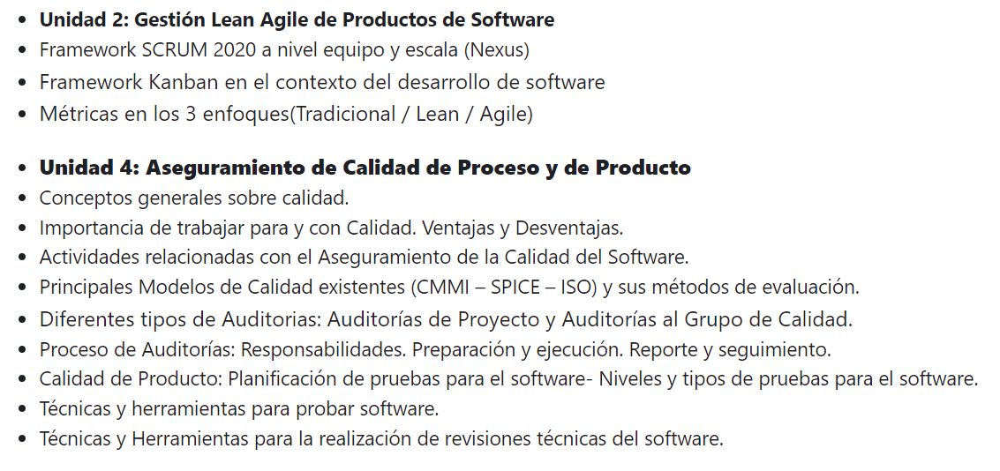 Unidad 2: Gestión Lean Agile de Productos de Software
Framework SCRUM 2020 a nivel equipo y escala (Nexus)
Framework Kanban en el contexto del desarrollo de software
Métricas en los 3 enfoques(Tradicional / Lean / Agile)
Unidad 4: Aseguramiento de Calidad de Proceso y de Producto
Conceptos generales sobre calidad.
Importancia de trabajar para y con Calidad. Ventajas y Desventajas.
Actividades relacionadas con el Aseguramiento de la Calidad del Software.
Principales Modelos de Calidad existentes (CMMI – SPICE – ISO) y sus métodos de evaluación.
Diferentes tipos de Auditorias: Auditorías de Proyecto y Auditorías al Grupo de Calidad.
Proceso de Auditorías: Responsabilidades. Preparación y ejecución. Reporte y seguimiento.
Calidad de Producto: Planificación de pruebas para el software- Niveles y tipos de pruebas para el software.
Técnicas y herramientas para probar software.
Técnicas y Herramientas para la realización de revisiones técnicas del software.